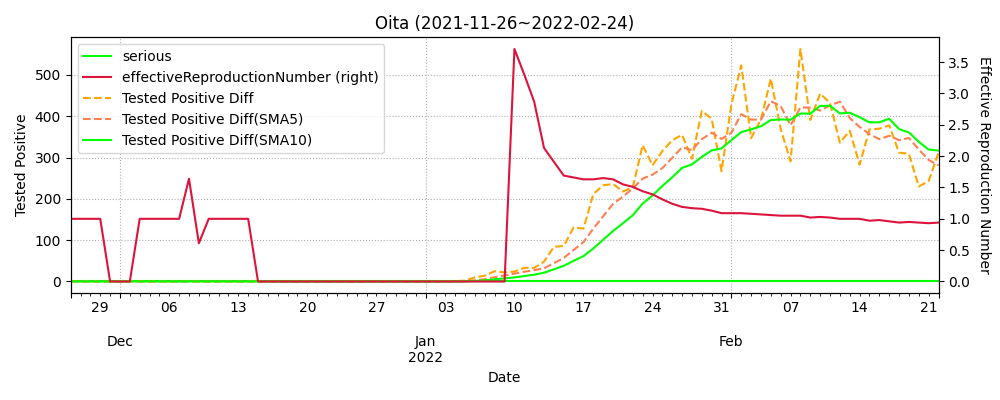 Oita (2021-11-26~2022-02-24)
serious
effectiveReproductionNumber (right)
Tested Positive Diff
Tested Positive Diff(SMA5)
Tested Positive Diff(SMA10)
Tested Positive
500
400
300
200
100
0
Effective Reproduction Number
3.5
3.0
2.5
2.0
1.5
1.0
0.5
0.0
29 06 13 20 27 03 10 17 24 31 07 14 21
Dec Jan Feb
2022
Date